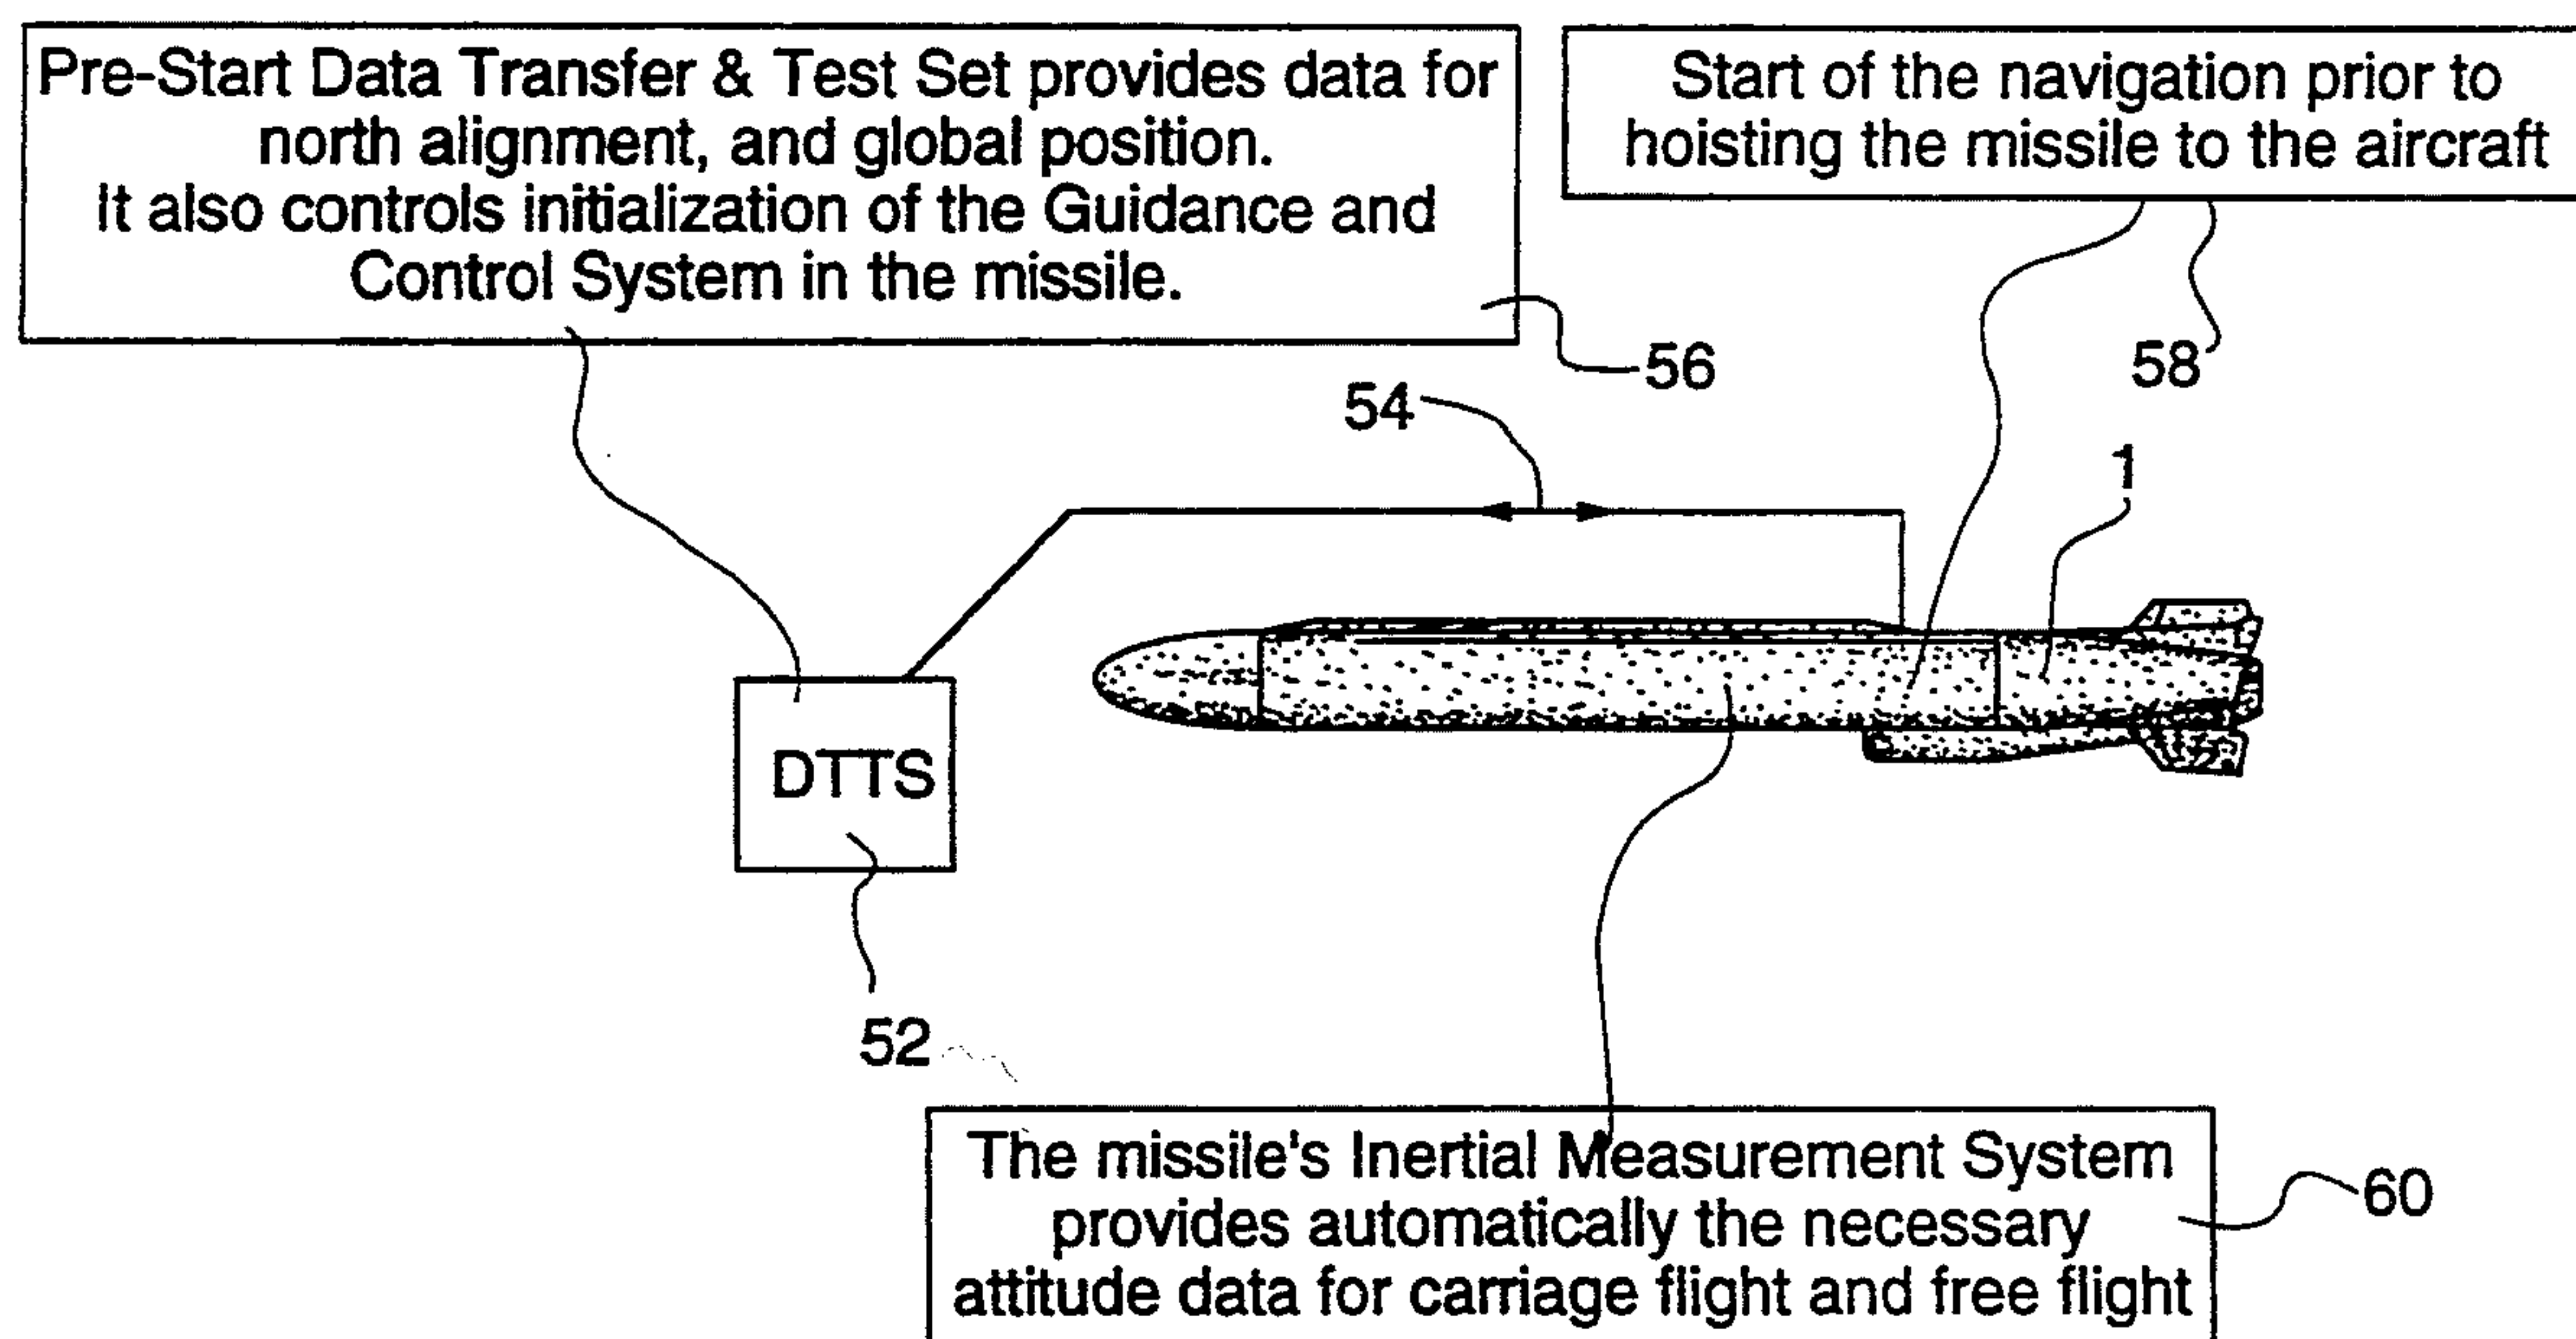 Pre-Start Data Transfer & Test Set provides data for
north alignment, and global position.
It also controls initialization of the Guidance and
Control System in the missile.
Start of the navigation prior to
hoisting the missile to the aircraft
56
58
54
1
DTTS
52
The missile's Inertial Measurement System
provides automatically the necessary
attitude data for carriage flight and free flight
60